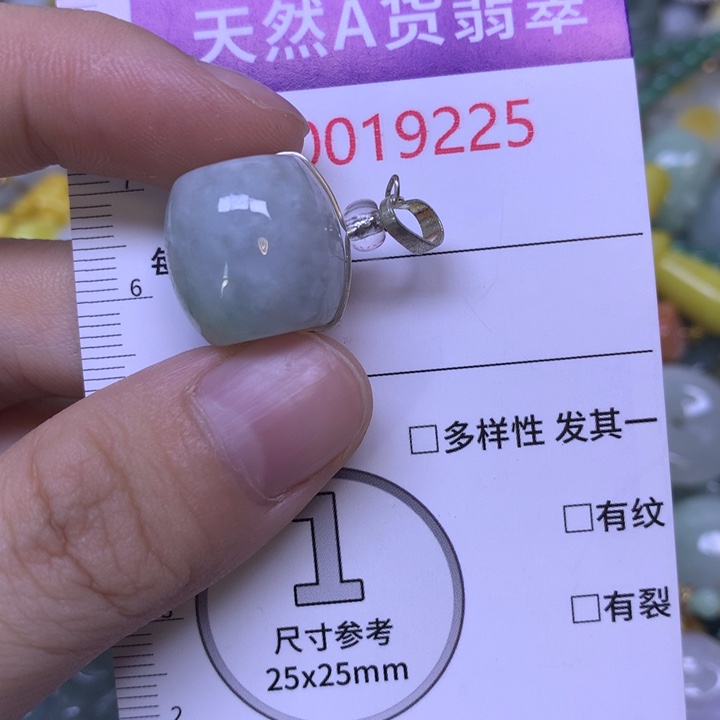 天然A货翡翠
0019225
6
□多样性 发其一
□有纹
□有裂
1
尺寸参考
25x25mm
2